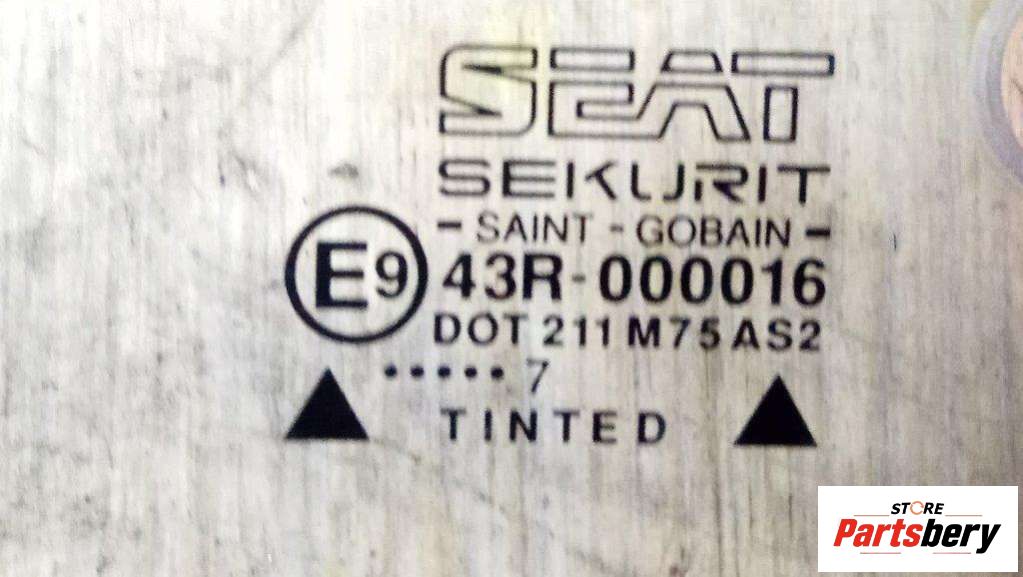 SEAT
SEKURIT
- SAINT - GOBAIN -
E9 43R-000016
DOT 211 M75 AS2
..... 7
TINTED
STORE
Partsbery